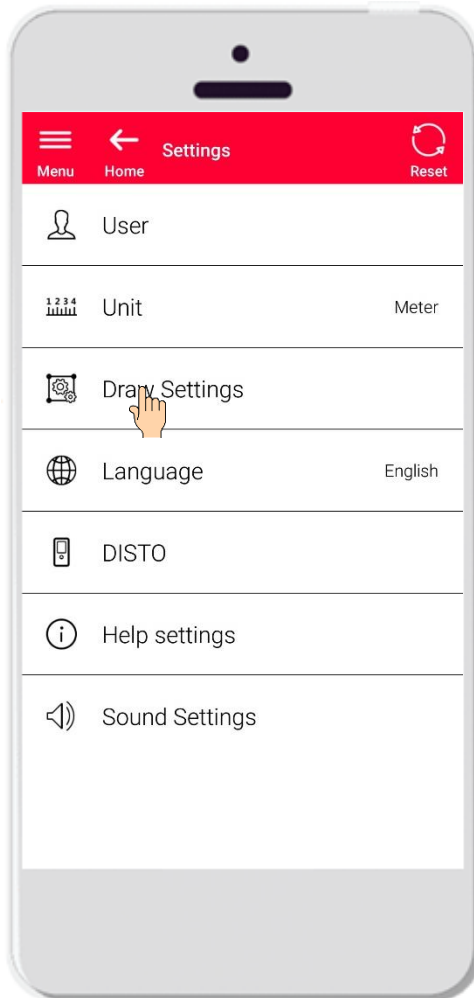 Settings
Menu Home Reset
User
1 2 3 4
Unit Meter
Draw Settings
Language English
DISTO
Help settings
Sound Settings